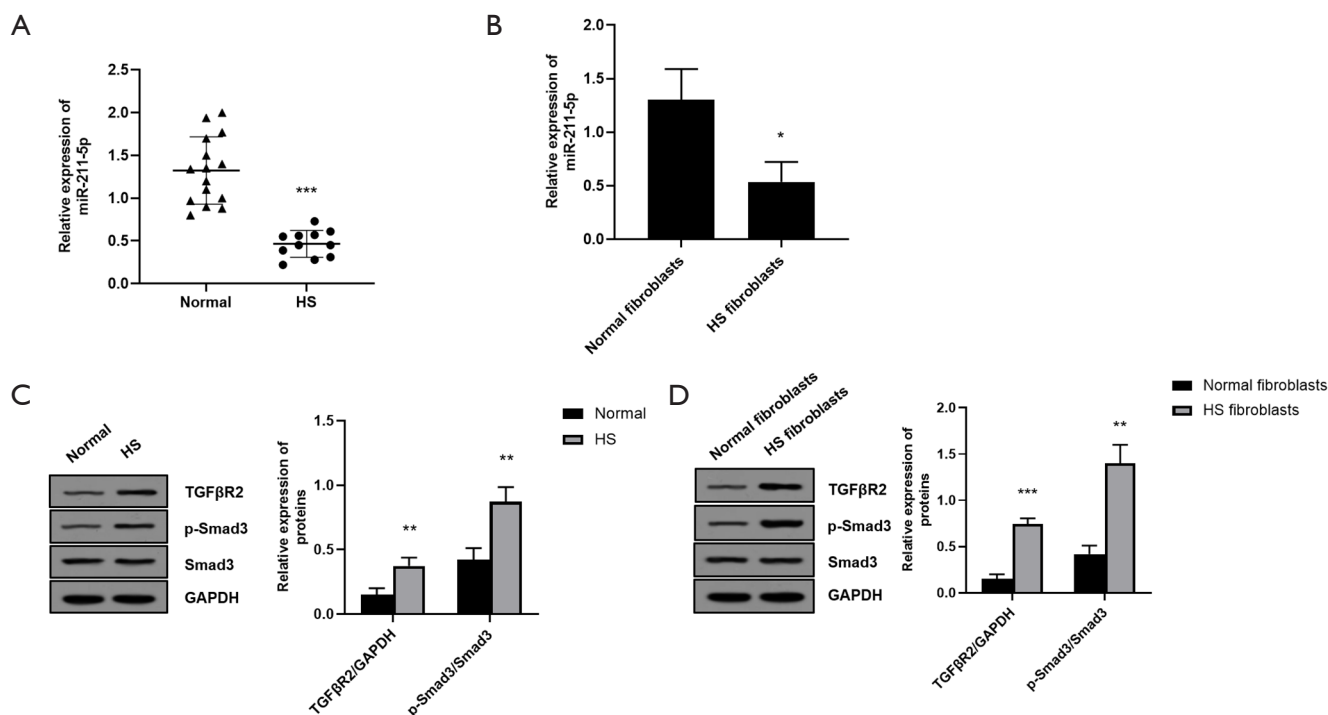 A
Relative expression of
miR-211-5p
2.5
2.0
1.5
1.0
0.5
0.0
***
Normal
HS
B
Relative expression of
miR-211-5p
2.0
1.5
1.0
0.5
0.0
*
Normal fibroblasts
HS fibroblasts
C
Normal
HS
TGFβR2
p-Smad3
Smad3
GAPDH
Relative expression of
proteins
1.5
1.0
0.5
0.0
**
**
TGFβR2/GAPDH
p-Smad3/Smad3
Normal
HS
D
Normal fibroblasts
HS fibroblasts
TGFβR2
p-Smad3
Smad3
GAPDH
Relative expression of
proteins
2.0
1.5
1.0
0.5
0.0
***
**
TGFβR2/GAPDH
p-Smad3/Smad3
Normal fibroblasts
HS fibroblasts